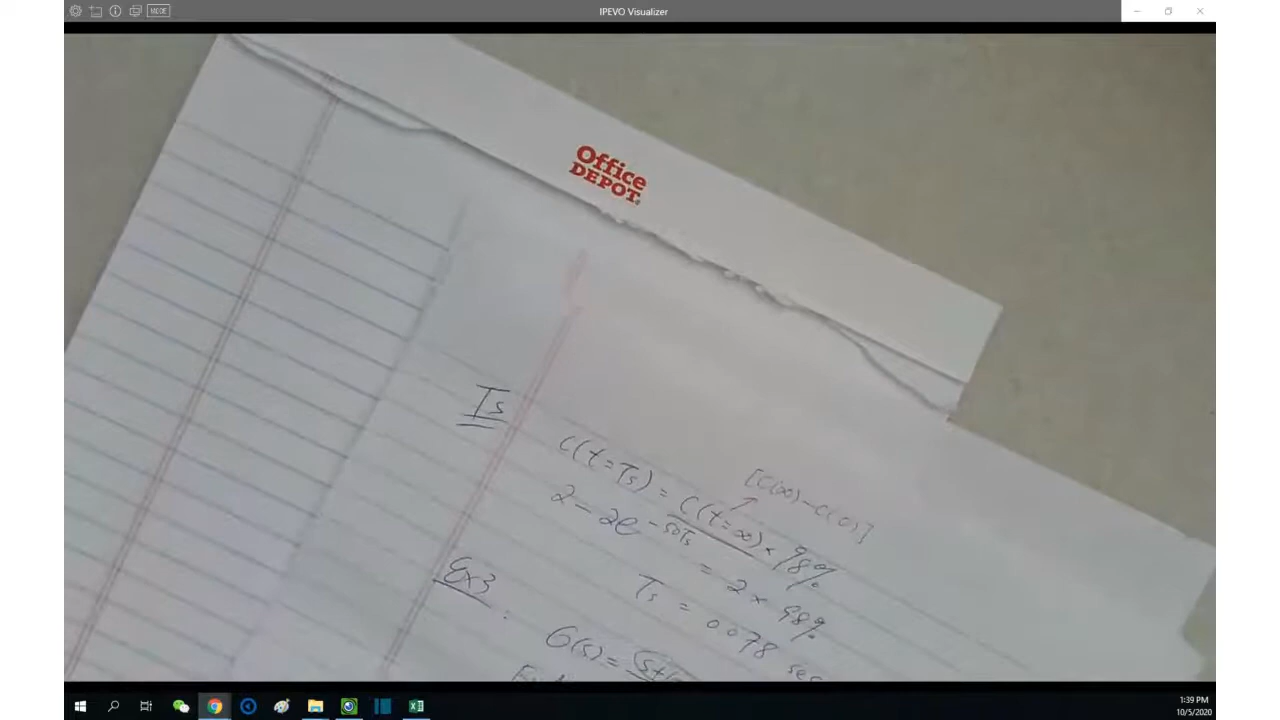 IPEVO Visualizer
MODE
Office
DEPOT.
Ts
[C(∞)-C(0)]
C(t=Ts) = C(t=∞) × 98%
2 - 2e^-50Ts = 2 × 98%
Ts = 0.078 sec
Ex3:
G(s) =
1:39 PM
10/5/2020